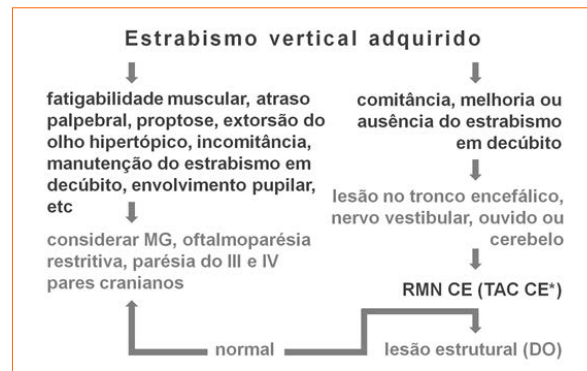 Estrabismo vertical adquirido
fatigabilidade muscular, atraso
palpebral, proptose, extorsão do
olho hipertópico, incomitância,
manutenção do estrabismo em
decúbito, envolvimento pupilar,
etc
considerar MG, oftalmoparésia
restritiva, parésia do III e IV
pares cranianos
comitância, melhoria ou
ausência do estrabismo
em decúbito
lesão no tronco encefálico,
nervo vestibular, ouvido ou
cerebelo
RMN CE (TAC CE*)
normal
lesão estrutural (DO)